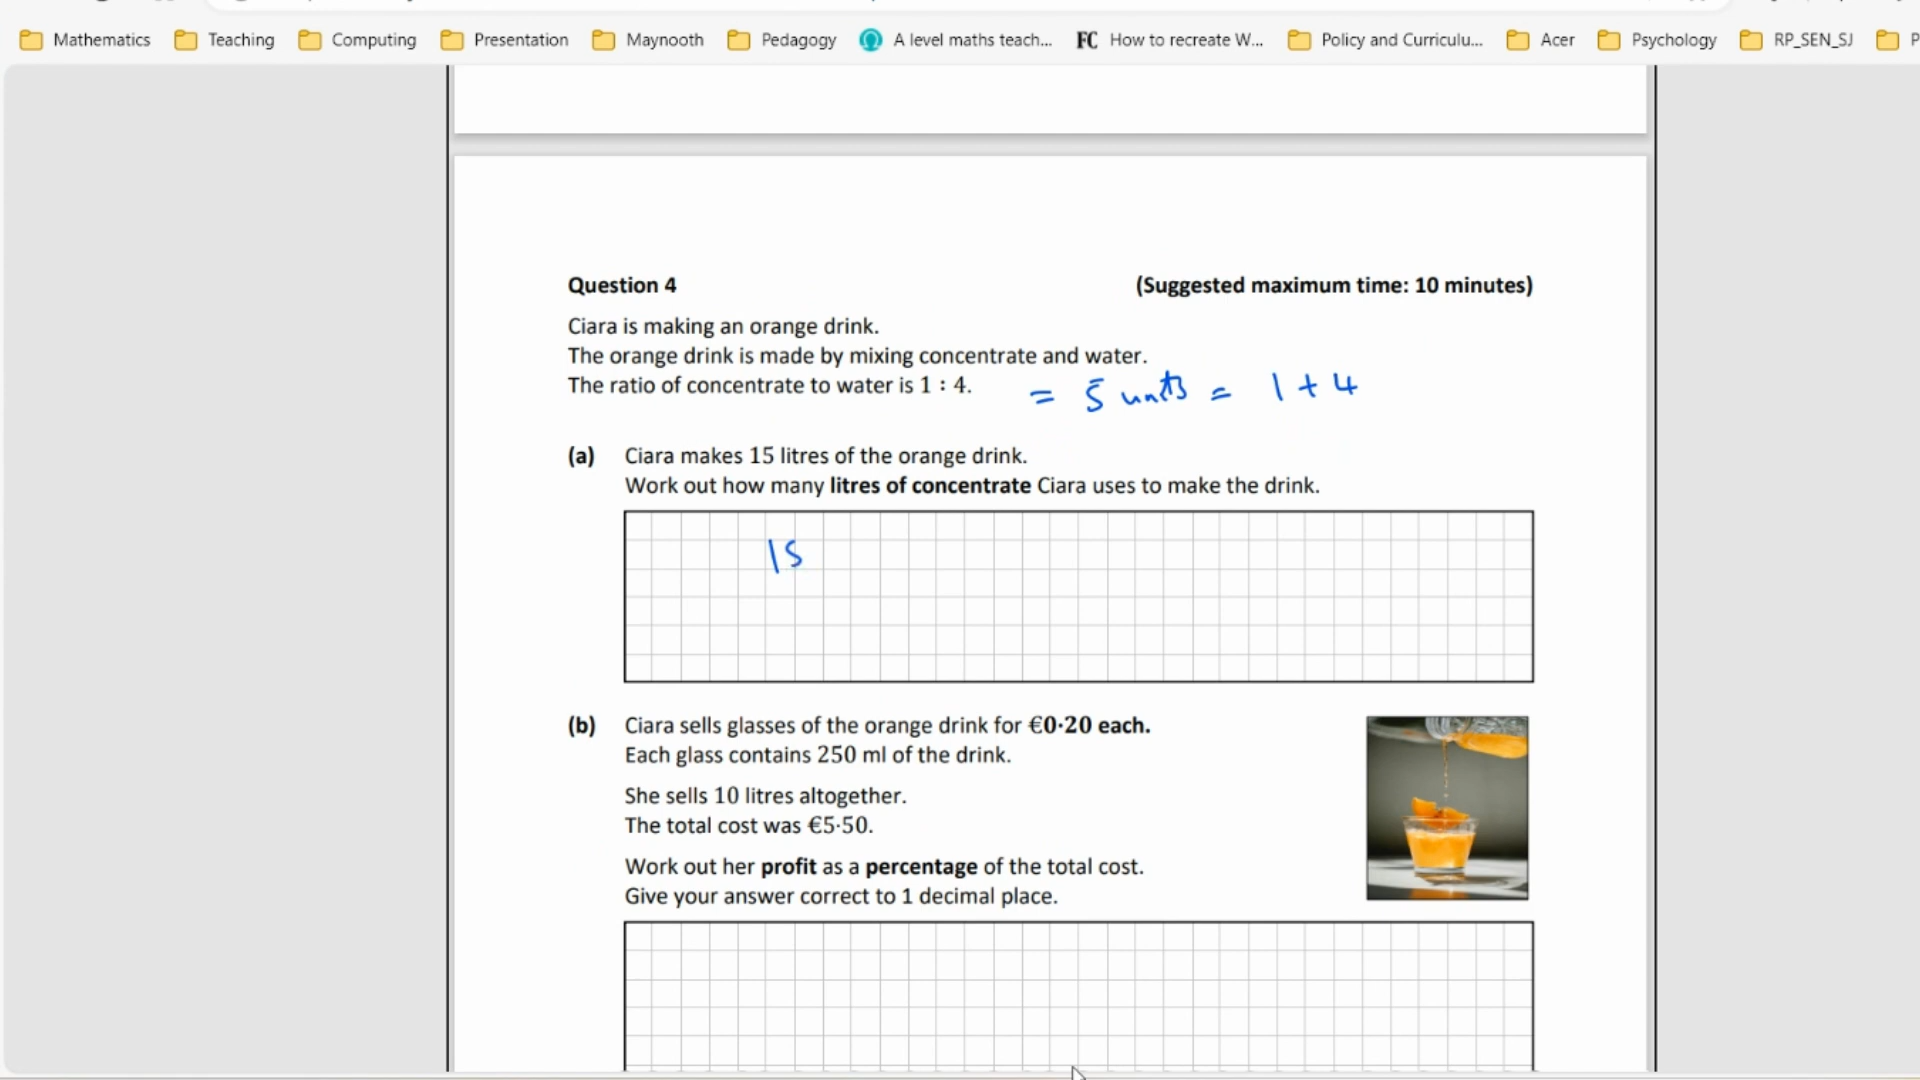 Mathematics Teaching Computing Presentation Maynooth Pedagogy A level maths teach... FC How to recreate W... Policy and Curriculu... Acer Psychology RP_SEN_SJ P
Question 4 (Suggested maximum time: 10 minutes)
Ciara is making an orange drink.
The orange drink is made by mixing concentrate and water.
The ratio of concentrate to water is 1 : 4. = 5 units = 1 + 4
(a) Ciara makes 15 litres of the orange drink.
Work out how many litres of concentrate Ciara uses to make the drink.
15
(b) Ciara sells glasses of the orange drink for €0·20 each.
Each glass contains 250 ml of the drink.
She sells 10 litres altogether.
The total cost was €5·50.
Work out her profit as a percentage of the total cost.
Give your answer correct to 1 decimal place.